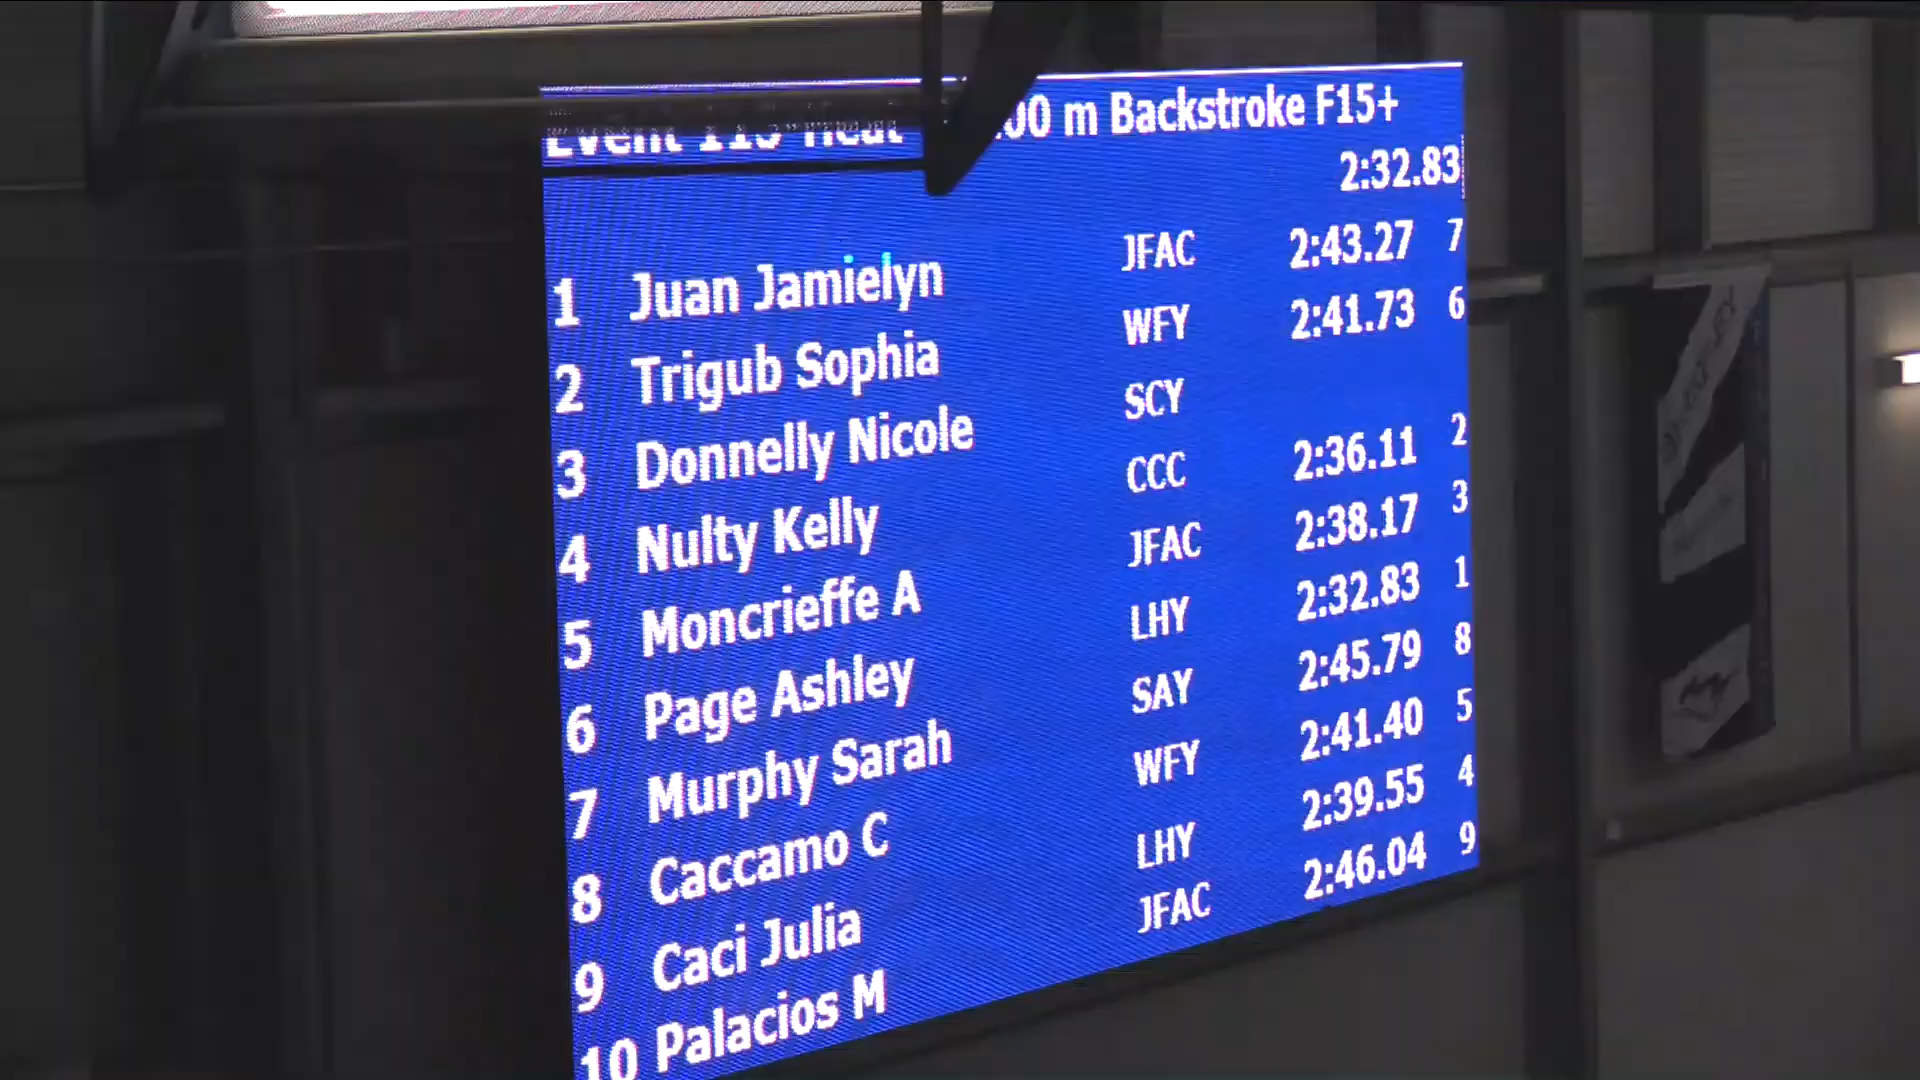 Event Heat 00 m Backstroke F15+
2:32.83
1 Juan Jamielyn JFAC 2:43.27 7
2 Trigub Sophia WFY 2:41.73 6
3 Donnelly Nicole SCY
4 Nulty Kelly CCC 2:36.11 2
5 Moncrieffe A JFAC 2:38.17 3
6 Page Ashley LHY 2:32.83 1
7 Murphy Sarah SAY 2:45.79 8
8 Caccamo C WFY 2:41.40 5
9 Caci Julia LHY 2:39.55 4
10 Palacios M JFAC 2:46.04 9